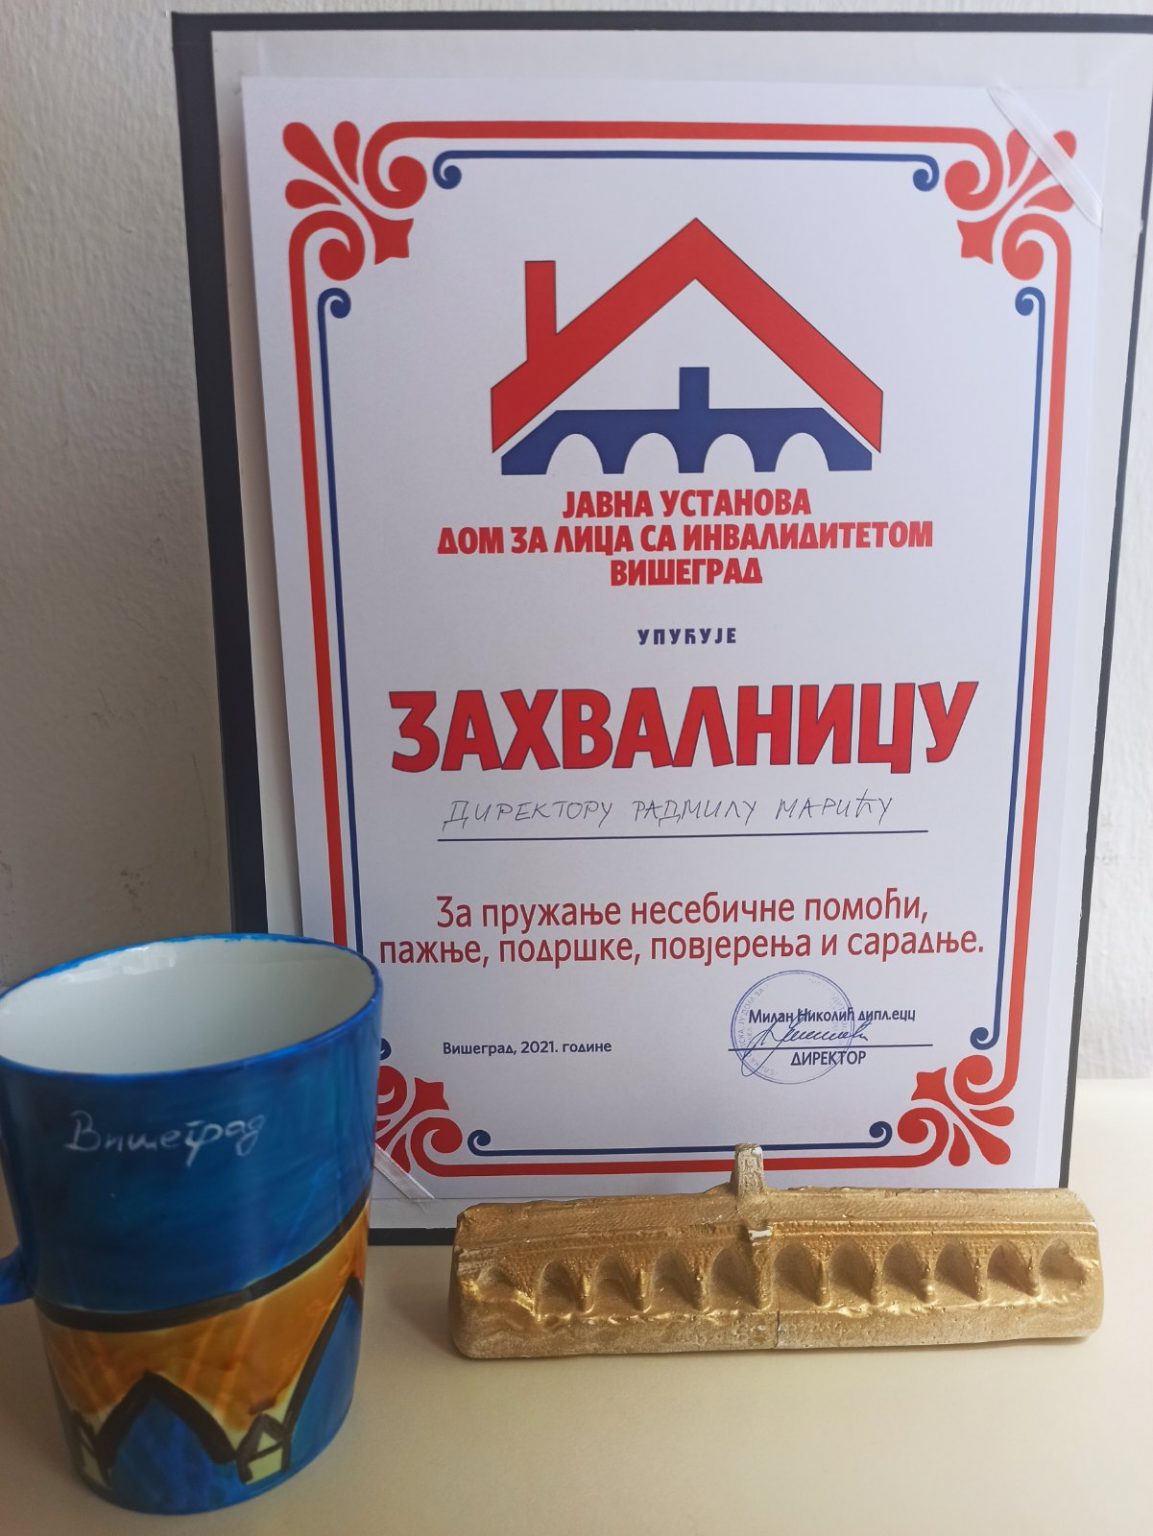 ЈАВНА УСТАНОВА
ДОМ ЗА ЛИЦА СА ИНВАЛИДИТЕТОМ
ВИШЕГРАД
УПУЋУЈЕ
ЗАХВАЛНИЦУ
ДИРЕКТОРУ РАДМИЛУ МАРИЋУ
За пружање несебичне помоћи,
пажње, подршке, повјерења и сарадње.
Милан Николић дипл.ецц
Вишеград, 2021. године
ДИРЕКТОР
Вишеград